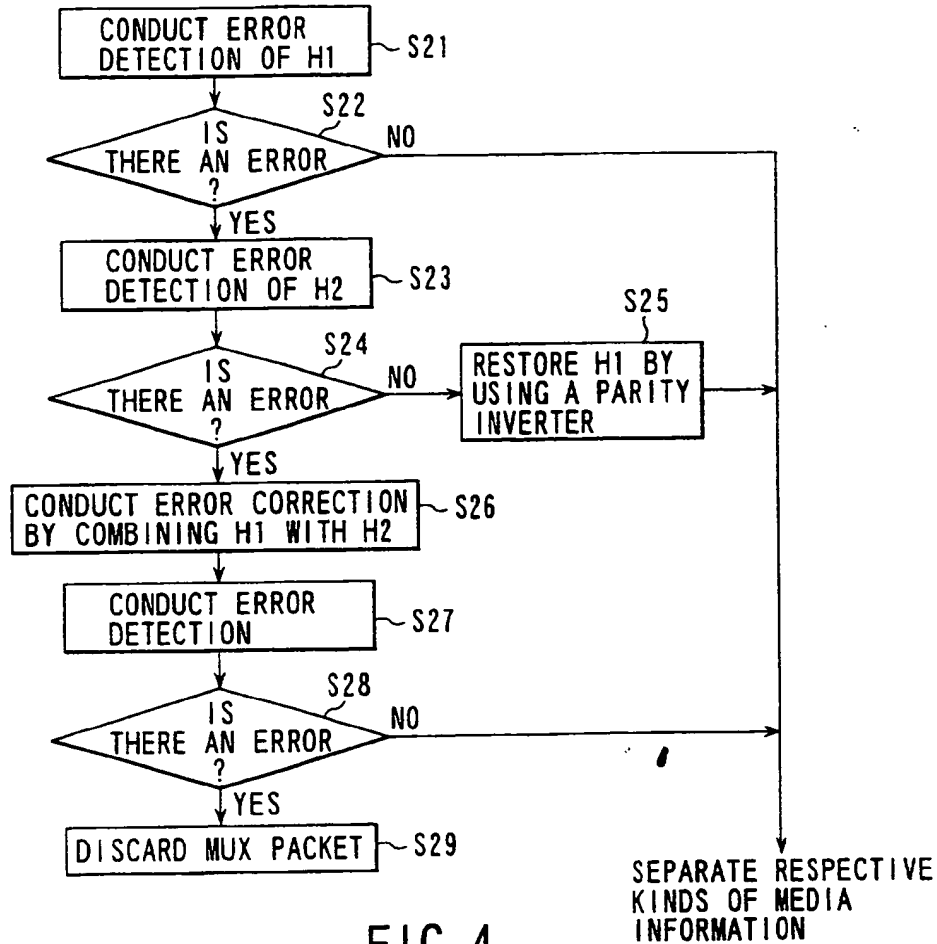 CONDUCT ERROR
DETECTION OF H1
S21
S22
IS
THERE AN ERROR
?
NO
YES
CONDUCT ERROR
DETECTION OF H2
S23
S24
IS
THERE AN ERROR
?
NO
S25
RESTORE H1 BY
USING A PARITY
INVERTER
YES
CONDUCT ERROR CORRECTION
BY COMBINING H1 WITH H2
S26
CONDUCT ERROR
DETECTION
S27
S28
IS
THERE AN ERROR
?
NO
YES
DISCARD MUX PACKET
S29
SEPARATE RESPECTIVE
KINDS OF MEDIA
INFORMATION
FIG. 4